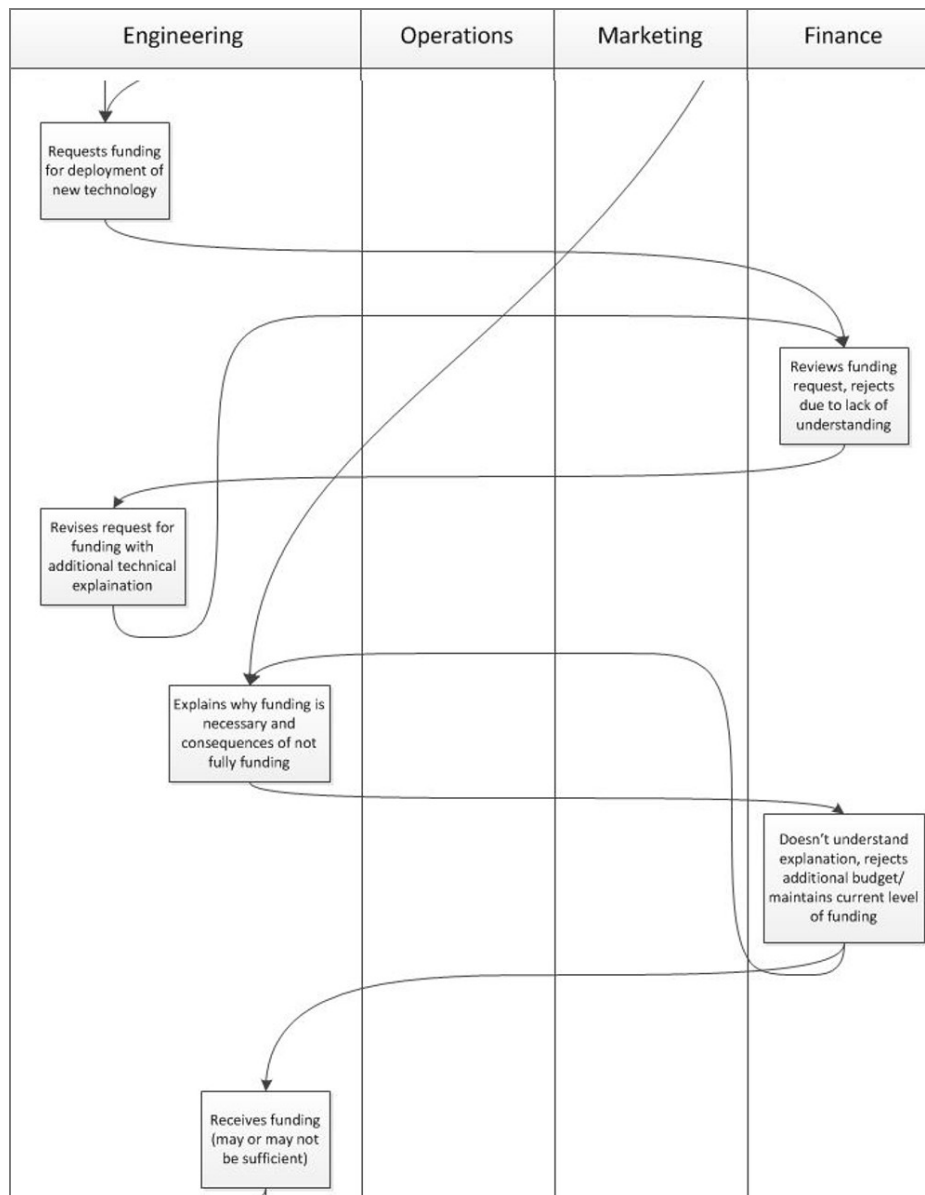 Engineering
Operations
Marketing
Finance
Requests funding
for deployment of
new technology
Reviews funding
request, rejects
due to lack of
understanding
Revises request for
funding with
additional technical
explaination
Explains why funding is
necessary and
consequences of not
fully funding
Doesn't understand
explanation, rejects
additional budget/
maintains current level
of funding
Receives funding
(may or may not
be sufficient)